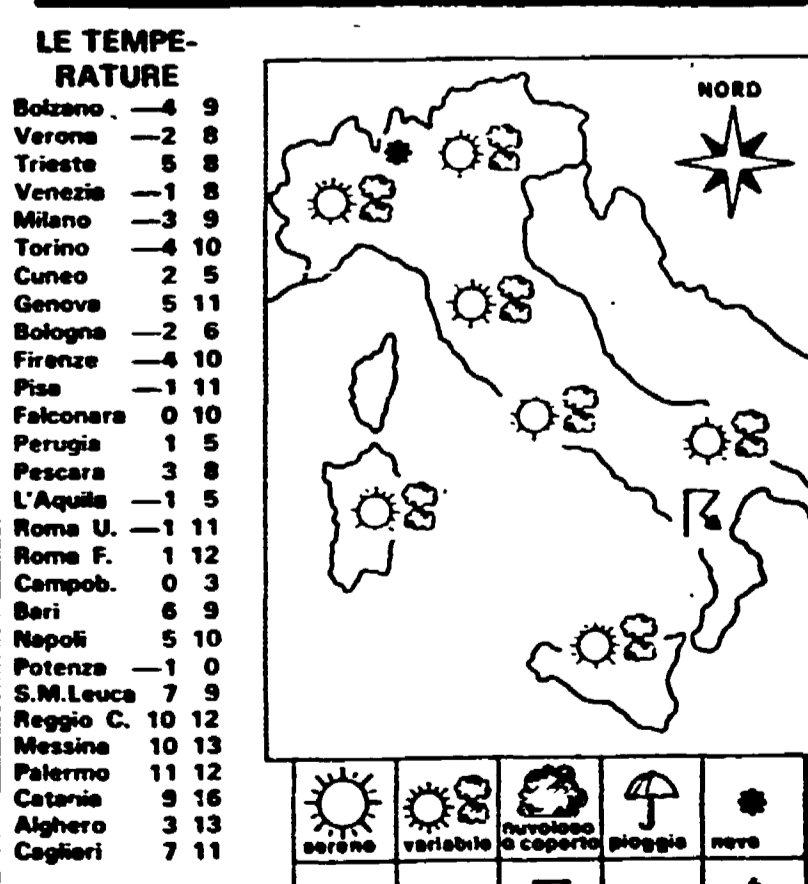 LE TEMPE-
RATURE
Bolzano —4 9
Verona —2 8
Trieste 5 8
Venezia —1 8
Milano —3 9
Torino —4 10
Cuneo 2 5
Genova 5 11
Bologna —2 6
Firenze —4 10
Pisa —1 11
Falconara 0 10
Perugia 1 5
Pescara 3 8
L'Aquila —1 5
Roma U. —1 11
Roma F. 1 12
Campob. 0 3
Bari 6 9
Napoli 5 10
Potenza —1 0
S.M.Leuca 7 9
Reggio C. 10 12
Messina 10 13
Palermo 11 12
Catania 9 16
Alghero 3 13
Cagliari 7 11
NORD
sereno
variabile
nuvoloso
o coperto
pioggia
neve